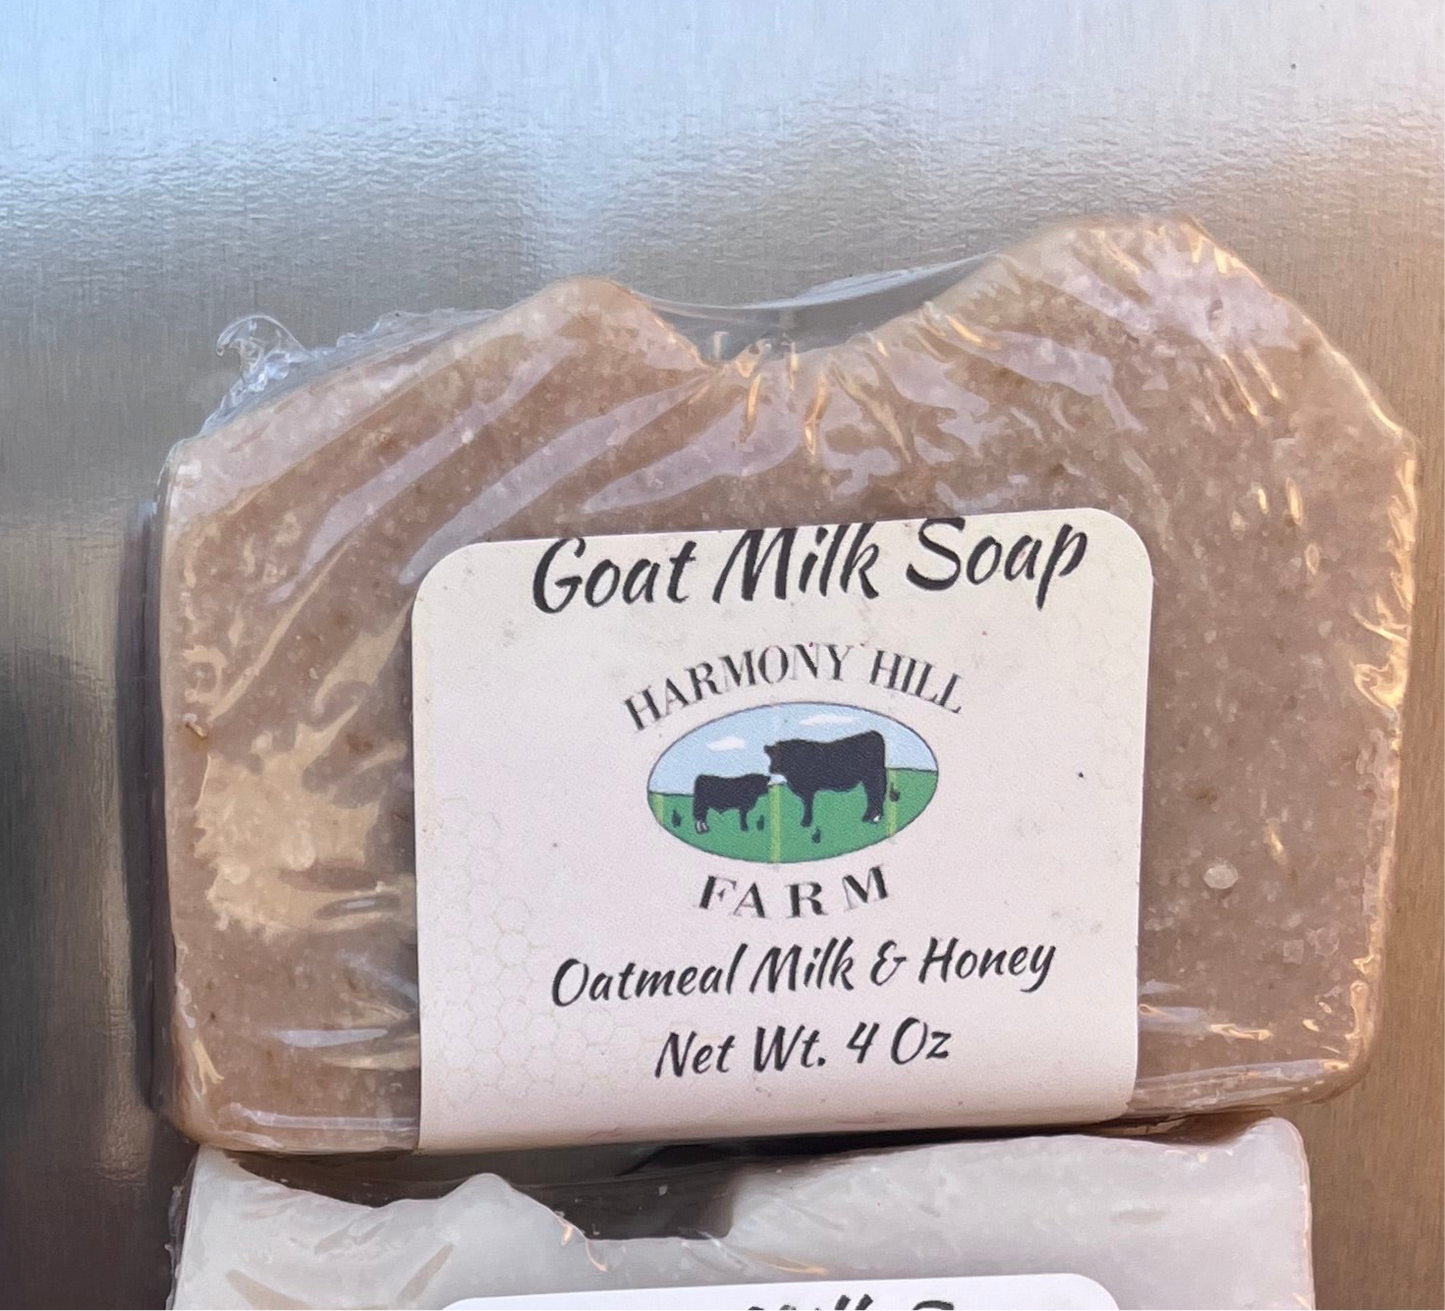 Goat Milk Soap
HARMONY HILL
FARM
Oatmeal Milk & Honey
Net Wt. 4 Oz